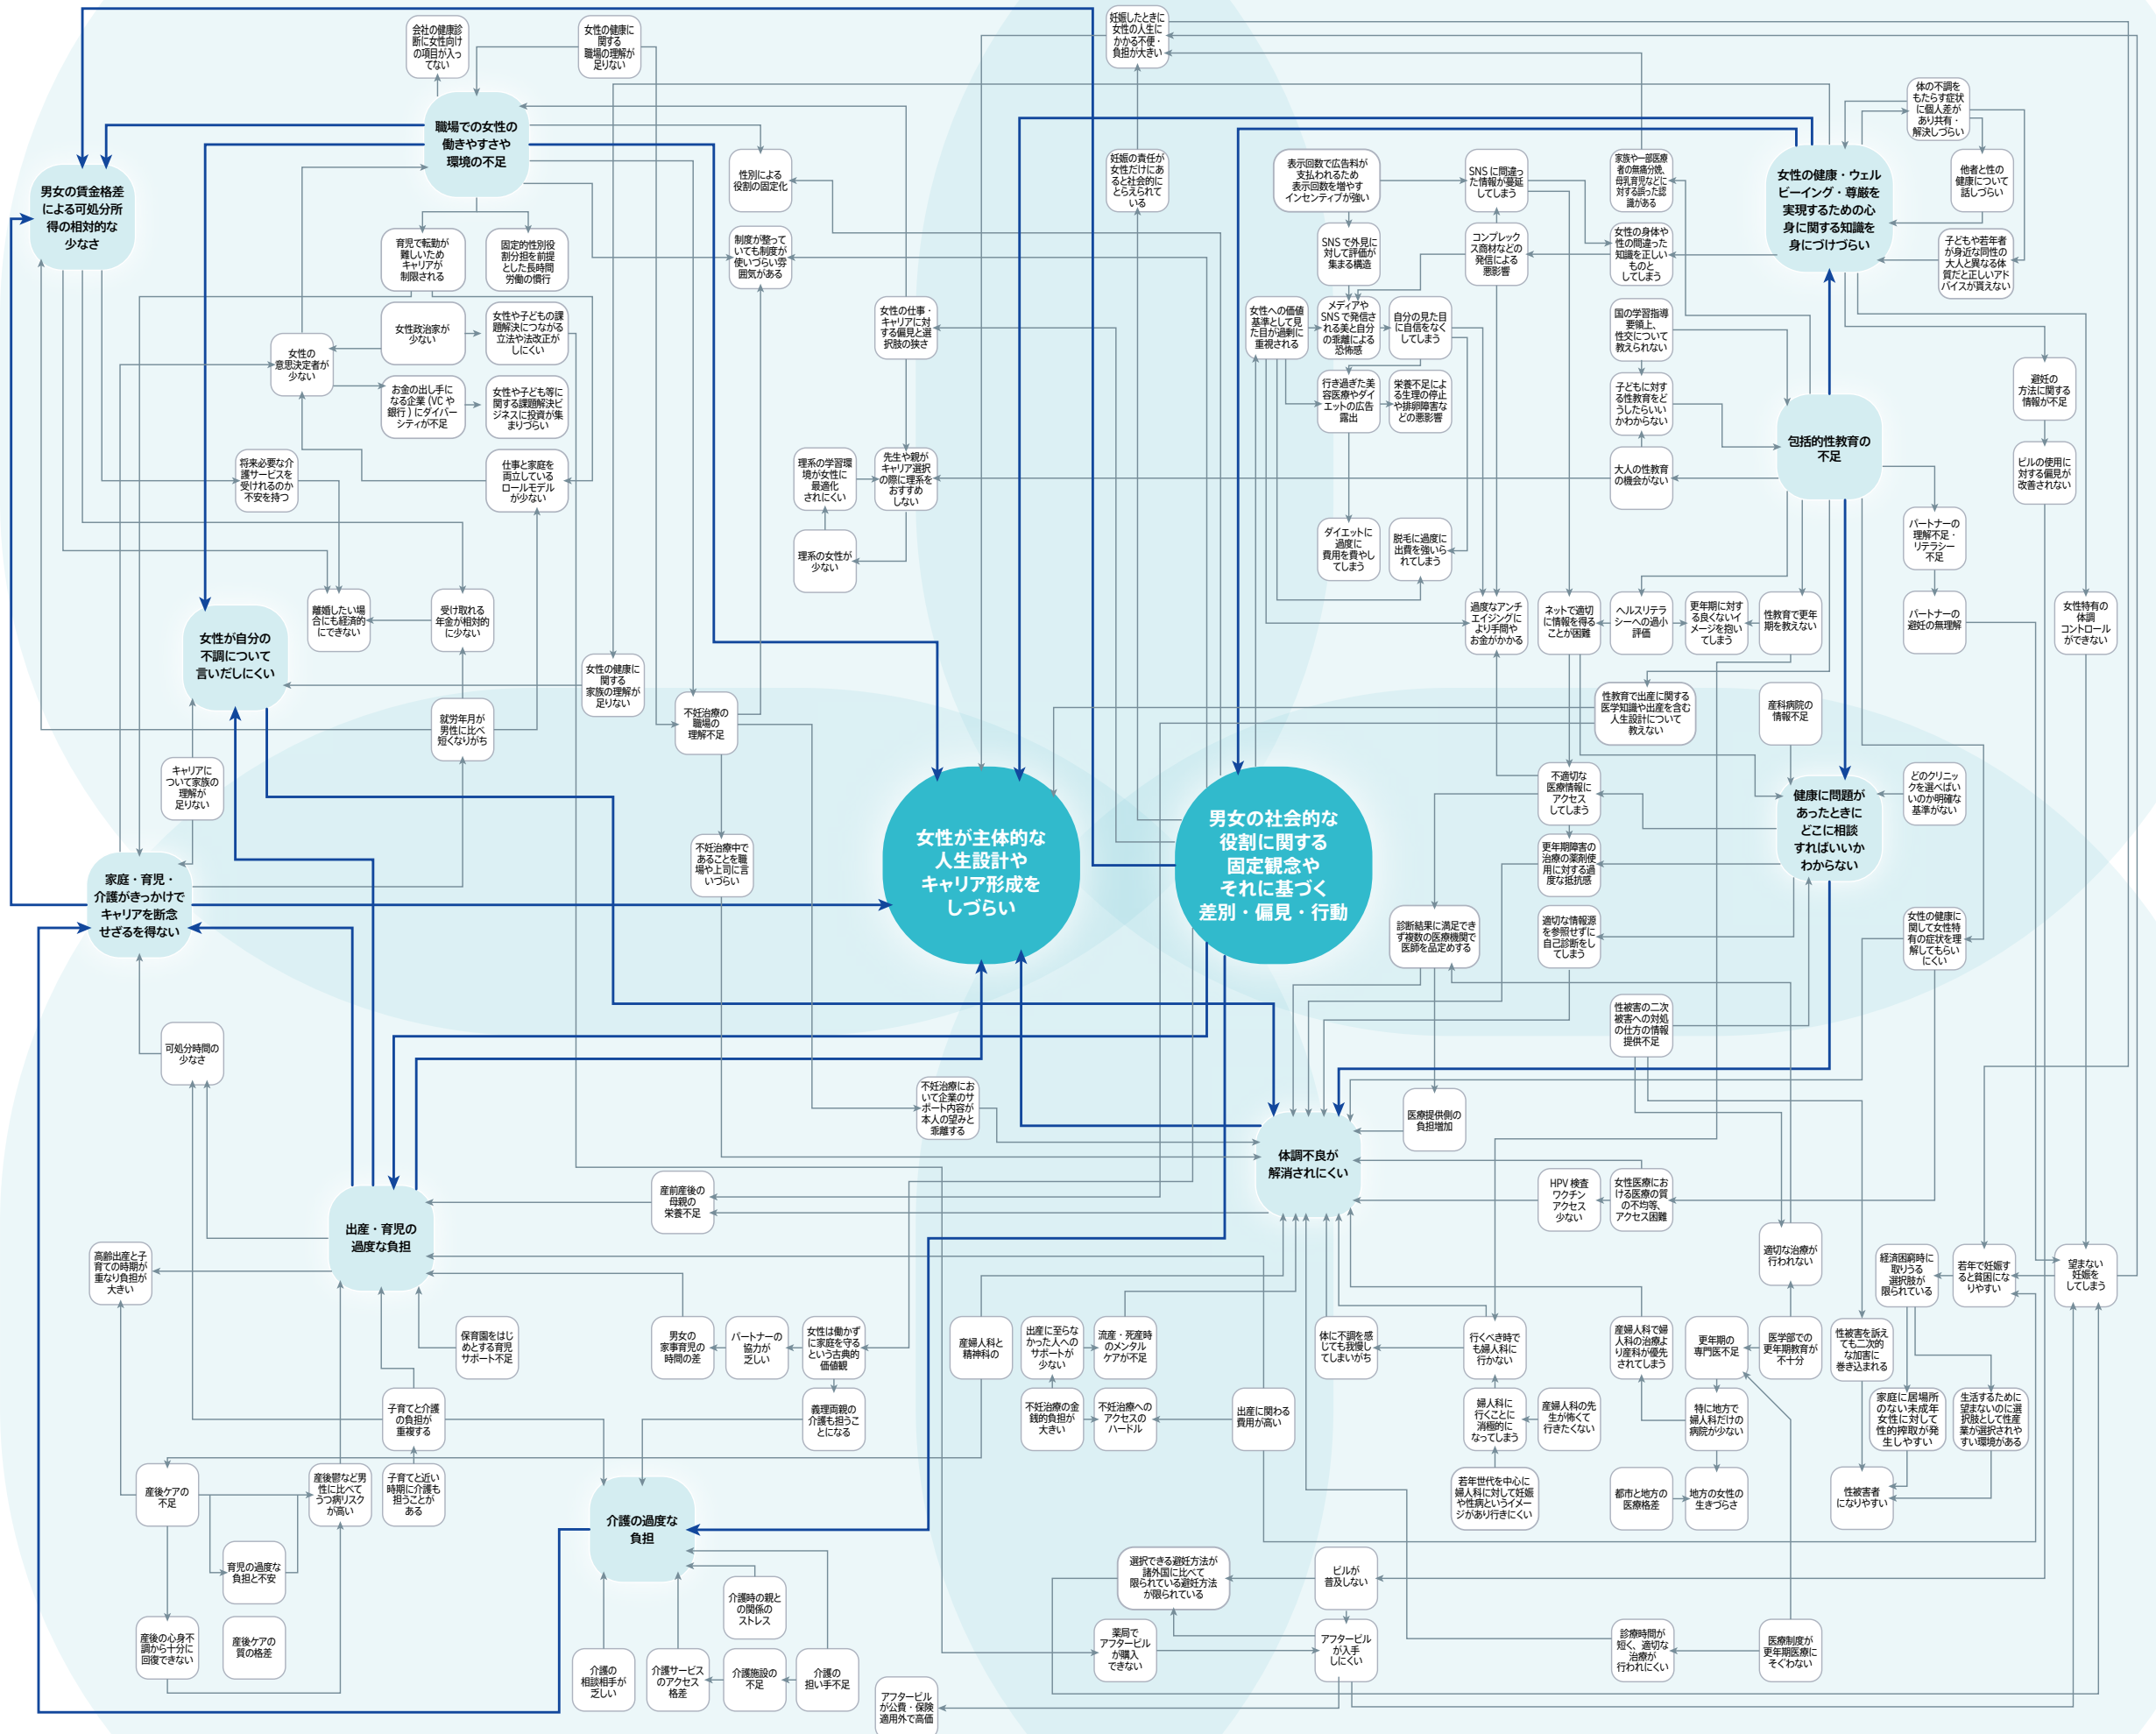 会社の健康診
断に女性向け
の項目が入っ
てない
女性の健康に
関する
職場の理解が
足りない
妊娠したときに
女性の人生に
かかる不便・
負担が大きい
体の不調を
もたらす症状
に個人差が
あり共有・
解決しづらい
職場での女性の
働きやすさや
環境の不足
男女の賃金格差
による可処分所
得の相対的な
少なさ
性別による
役割の固定化
妊娠の責任が
女性だけにあ
ると社会的に
とらえられて
いる
表示回数で広告料が
支払われるため
表示回数を増やす
インセンティブが強い
SNS に間違っ
た情報が蔓延
してしまう
家族や一部医療
者の無痛分娩、
母乳育児などに
対する誤った認
識がある
女性の健康・ウェル
ビーイング・尊厳を
実現するための心
身に関する知識を
身につけづらい
他者と性の
健康について
話しづらい
育児で転勤が
難しいため
キャリアが
制限される
固定的性別役
割分担を前提
とした長時間
労働の慣行
制度が整って
いても制度が
使いづらい雰
囲気がある
SNS で外見に
対して評価が
集まる構造
コンプレック
ス商材などの
発信による
悪影響
女性の身体や
性の間違った
知識を正しい
ものと
してしまう
子どもや若年者
が身近な同性の
大人と異なる体
質だと正しいアド
バイスが貰えない
女性の
意思決定者が
少ない
女性政治家が
少ない
女性や子どもの課
題解決につながる
立法や法改正が
しにくい
女性の仕事・
キャリアに対
する偏見と選
択肢の狭さ
女性への価値
基準として見
た目が過剰に
重視される
メディアや
SNS で発信さ
れる美と自分
の乖離による
恐怖感
自分の見た目
に自信をなく
してしまう
国の学習指導
要領上、
性交について
教えられない
お金の出し手に
なる企業 (VC や
銀行 ) にダイバー
シティが不足
女性や子ども等に
関する課題解決ビ
ジネスに投資が集
まりづらい
行き過ぎた美
容医療やダイ
エットの広告
露出
栄養不足によ
る生理の停止
や排卵障害な
どの悪影響
子どもに対す
る性教育をど
うしたらいい
かわからない
避妊の
方法に関する
情報が不足
包括的性教育の
不足
将来必要な介
護サービスを
受けれるのか
不安を持つ
仕事と家庭を
両立している
ロールモデル
が少ない
理系の学習環
境が女性に
最適化
されにくい
先生や親が
キャリア選択
の際に理系を
おすすめ
しない
大人の性教育
の機会がない
ピルの使用に
対する偏見が
改善されない
理系の女性が
少ない
ダイエットに
過度に
費用を費やし
てしまう
脱毛に過度に
出費を強いら
れてしまう
パートナーの
理解不足・
リテラシー
不足
女性が自分の
不調について
言いだしにくい
離婚したい場
合にも経済的
にできない
受け取れる
年金が相対的
に少ない
過度なアンチ
エイジングに
より手間や
お金がかかる
ネットで適切
に情報を得る
ことが困難
ヘルスリテラ
シーへの過小
評価
更年期に対す
る良くないイ
メージを抱い
てしまう
性教育で更年
期を教えない
パートナーの
避妊の無理解
女性特有の
体調
コントロール
ができない
女性の健康に
関する
家族の理解が
足りない
就労年月が
男性に比べ
短くなりがち
不妊治療の
職場の
理解不足
性教育で出産に関する
医学知識や出産を含む
人生設計について
教えない
産科病院の
情報不足
キャリアに
ついて家族の
理解が
足りない
女性が主体的な
人生設計や
キャリア形成を
しづらい
男女の社会的な
役割に関する
固定観念や
それに基づく
差別・偏見・行動
不適切な
医療情報に
アクセス
してしまう
健康に問題が
あったときに
どこに相談
すればいいか
わからない
どのクリニッ
クを選べばい
いのか明確な
基準がない
不妊治療中で
あることを職
場や上司に言
いづらい
更年期障害の
治療の薬剤使
用に対する過
度な抵抗感
家庭・育児・
介護がきっかけで
キャリアを断念
せざるを得ない
診断結果に満足でき
ず複数の医療機関で
医師を品定めする
適切な情報源
を参照せずに
自己診断をし
てしまう
女性の健康に
関して女性特
有の症状を理
解してもらい
にくい
可処分時間の
少なさ
性被害の二次
被害への対処
の仕方の情報
提供不足
不妊治療にお
いて企業のサ
ポート内容が
本人の望みと
乖離する
医療提供側の
負担増加
体調不良が
解消されにくい
産前産後の
母親の
栄養不足
HPV 検査
ワクチン
アクセス
少ない
女性医療にお
ける医療の質
の不均等、
アクセス困難
出産・育児の
過度な負担
高齢出産と子
育ての時期が
重なり負担が
大きい
適切な治療が
行われない
経済困窮時に
取りうる
選択肢が
限られている
若年で妊娠す
ると貧困にな
りやすい
望まない
妊娠を
してしまう
保育園をはじ
めとする育児
サポート不足
男女の
家事育児の
時間の差
パートナーの
協力が
乏しい
女性は働かず
に家庭を守る
という古典的
価値観
産婦人科と
精神科の
出産に至らな
かった人への
サポートが
少ない
流産・死産時
のメンタル
ケアが不足
体に不調を感
じても我慢し
てしまいがち
行くべき時で
も婦人科に
行かない
産婦人科で婦
人科の治療よ
り産科が優先
されてしまう
更年期の
専門医不足
医学部での
更年期教育が
不十分
性被害を訴え
ても二次的
な加害に
巻き込まれる
子育てと介護
の負担が
重複する
義理両親の
介護も担うこ
とになる
不妊治療の金
銭的負担が
大きい
不妊治療への
アクセスの
ハードル
出産に関わる
費用が高い
婦人科に
行くことに
消極的に
なってしまう
産婦人科の先
生が怖くて
行きたくない
特に地方で
婦人科だけの
病院が少ない
家庭に居場所
のない未成年
女性に対して
性的搾取が発
生しやすい
生活するために
望まないのに選
択肢として性産
業が選択されや
すい環境がある
産後ケアの
不足
産後鬱など男
性に比べて
うつ病リスク
が高い
子育てと近い
時期に介護も
担うことが
ある
介護の過度な
負担
若年世代を中心に
婦人科に対して妊娠
や性病というイメー
ジがあり行きにくい
都市と地方の
医療格差
地方の女性の
生きづらさ
性被害者
になりやすい
育児の過度な
負担と不安
介護時の親と
の関係の
ストレス
選択できる避妊方法が
諸外国に比べて
限られている避妊方法
が限られている
ピルが
普及しない
産後の心身不
調から十分に
回復できない
産後ケアの
質の格差
介護の
相談相手が
乏しい
介護サービス
のアクセス
格差
介護施設の
不足
介護の
担い手不足
薬局で
アフターピル
が購入
できない
アフターピル
が入手
しにくい
診療時間が
短く、適切な
治療が
行われにくい
医療制度が
更年期医療に
そぐわない
アフターピル
が公費・保険
適用外で高価